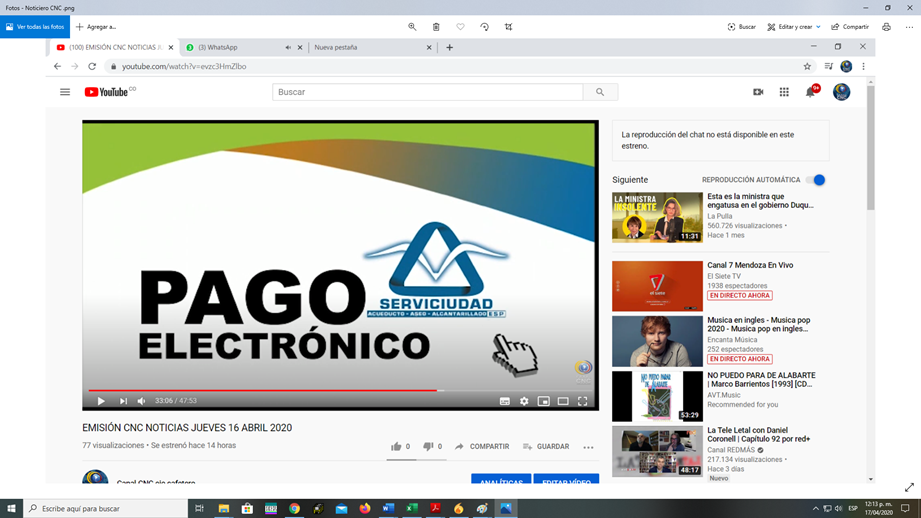 Fotos - Noticiero CNC .png
Ver todas las fotos
Agregar a...
Buscar
Editar y crear
Compartir
(100) EMISIÓN CNC NOTICIAS JU
(3) WhatsApp
Nueva pestaña
youtube.com/watch?v=evzc3HmZlbo
YouTube CO
Buscar
9+
PAGO
ELECTRÓNICO
SERVICIUDAD
ACUEDUCTO - ASEO - ALCANTARILLADO E.S.P
33:06 / 47:53
EMISIÓN CNC NOTICIAS JUEVES 16 ABRIL 2020
77 visualizaciones • Se estrenó hace 14 horas
0
0
COMPARTIR
GUARDAR
Canal CNC eje cafetero
ANALÍTICAS
EDITAR VÍDEO
La reproducción del chat no está disponible en este
estreno.
Siguiente
REPRODUCCIÓN AUTOMÁTICA
LA MINISTRA
INSOLENTE
11:31
Esta es la ministra que
engatusa en el gobierno Duqu...
La Pulla
560.726 visualizaciones •
Hace 1 mes
Canal 7 Mendoza En Vivo
El Siete TV
1938 espectadores
EN DIRECTO AHORA
Musica en ingles - Musica pop
2020 - Musica pop en ingles...
Encanta Música
252 espectadores
EN DIRECTO AHORA
NO PUEDO PARAR
DE ALABARTE
53:29
NO PUEDO PARA DE ALABARTE
| Marco Barrientos [1993] [CD...
AVT.Music
Recommended for you
48:17
La Tele Letal con Daniel
Coronell | Capítulo 92 por red+
Canal REDMÁS
217.134 visualizaciones •
Hace 3 días
Nuevo
Escribe aquí para buscar
ESP
12:13 p. m.
17/04/2020